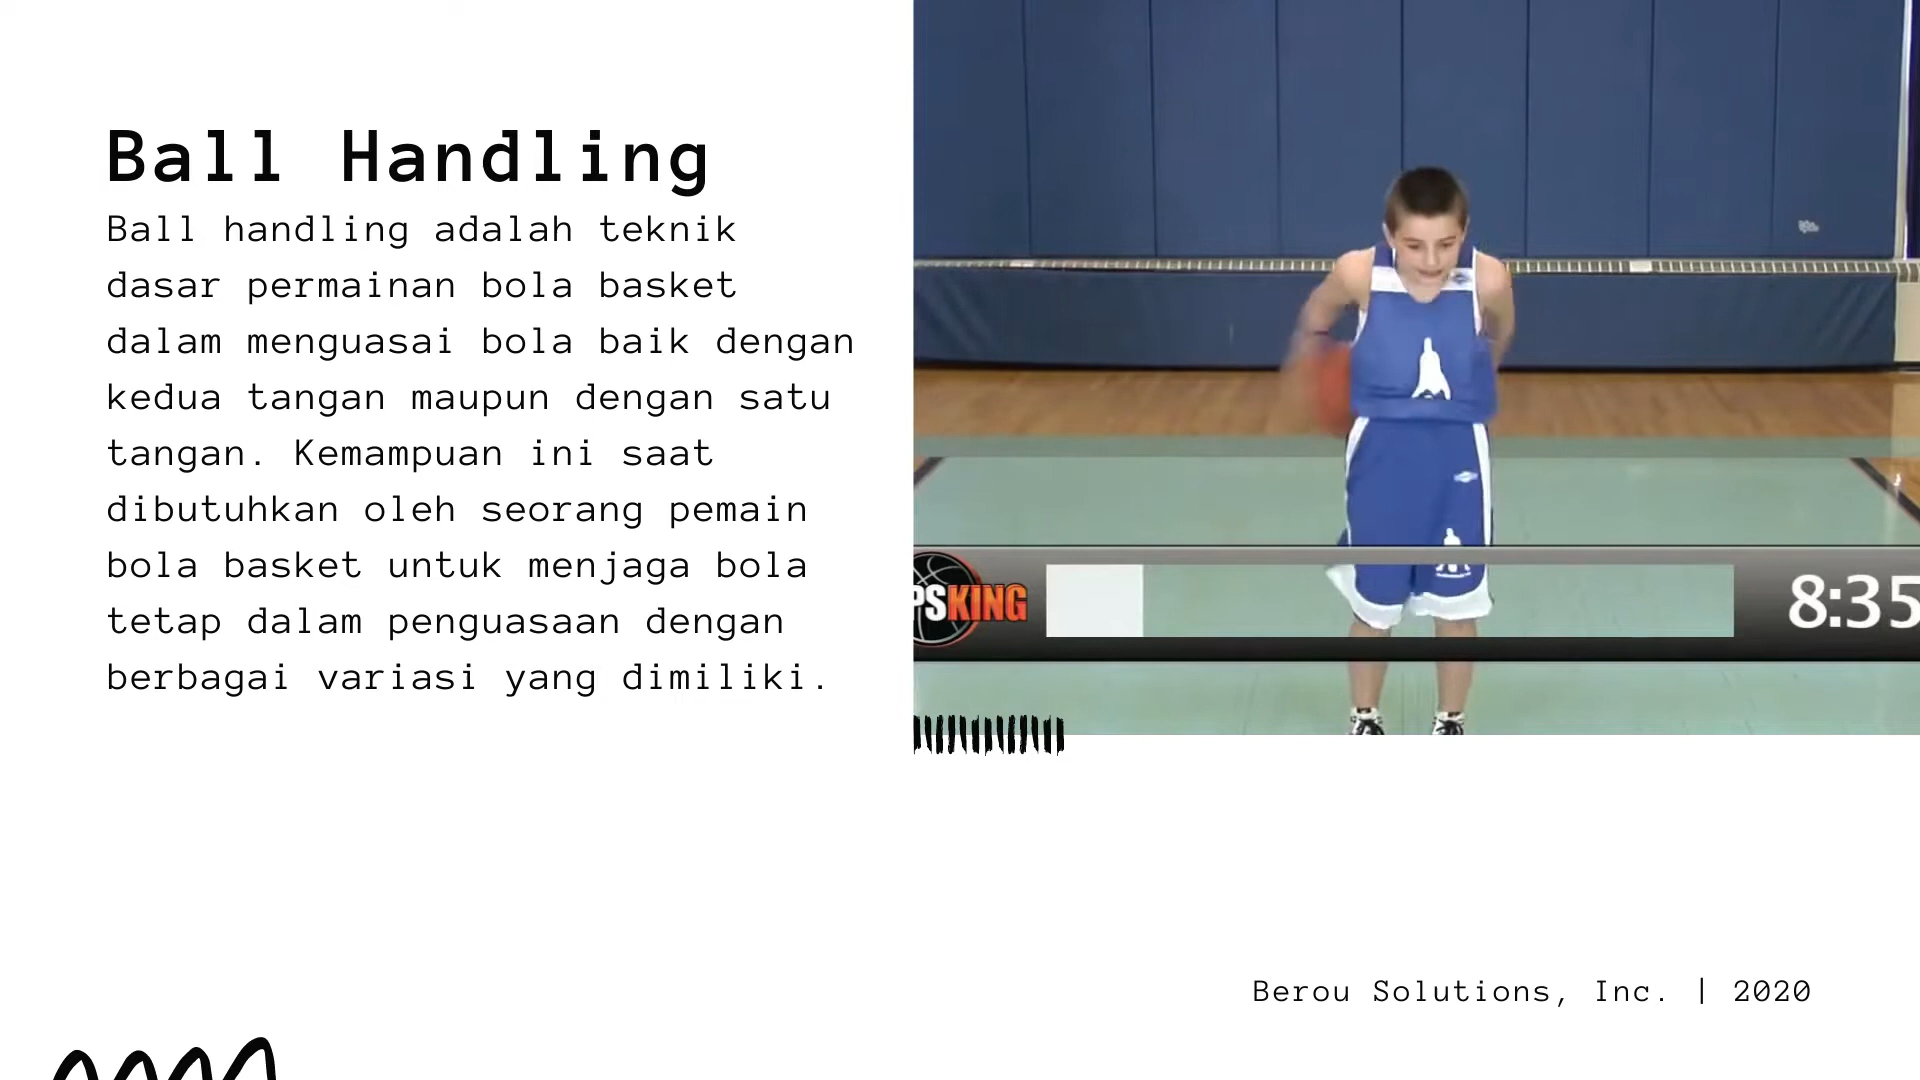 Ball Handling
Ball handling adalah teknik
dasar permainan bola basket
dalam menguasai bola baik dengan
kedua tangan maupun dengan satu
tangan. Kemampuan ini saat
dibutuhkan oleh seorang pemain
bola basket untuk menjaga bola
tetap dalam penguasaan dengan
berbagai variasi yang dimiliki.
PSKING
8:35
Berou Solutions, Inc. | 2020